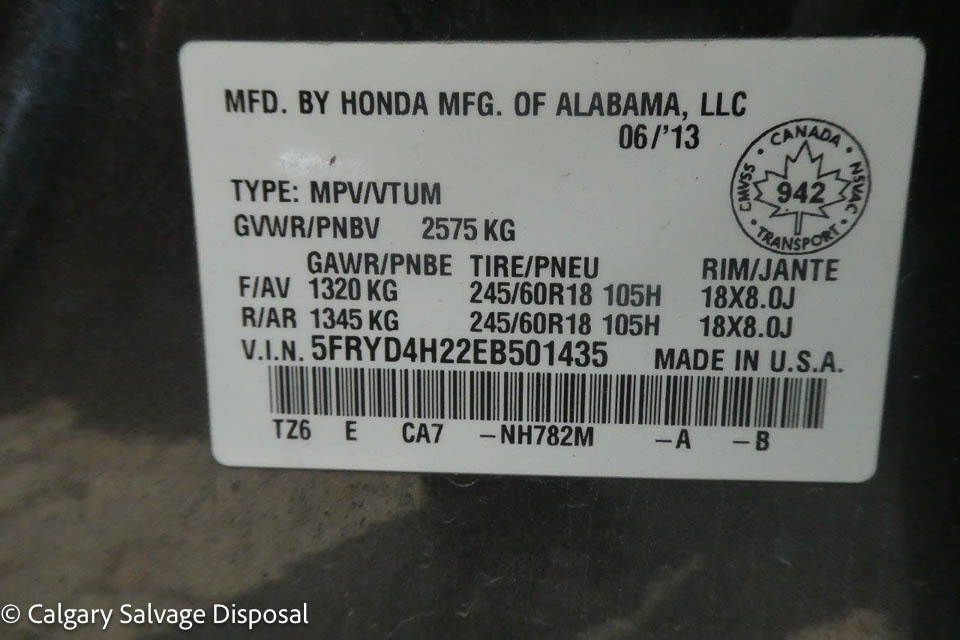 MFD. BY HONDA MFG. OF ALABAMA, LLC
06/'13
CANADA
CMVSS
942
NSVAC
TRANSPORT
TYPE: MPV/VTUM
GVWR/PNBV 2575 KG
GAWR/PNBE TIRE/PNEU RIM/JANTE
F/AV 1320 KG 245/60R18 105H 18X8.0J
R/AR 1345 KG 245/60R18 105H 18X8.0J
V.I.N. 5FRYD4H22EB501435 MADE IN U.S.A.
TZ6 E CA7 -NH782M -A -B
© Calgary Salvage Disposal